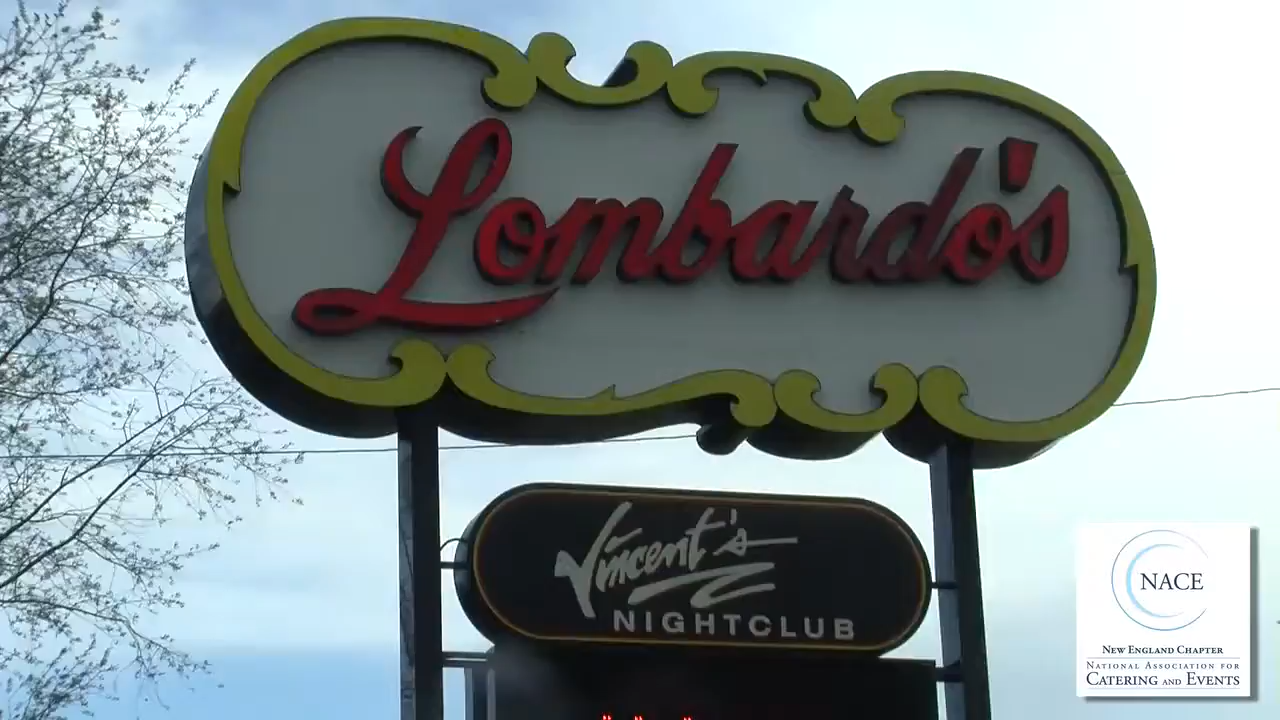 Lombardo's
Vincent's
NIGHTCLUB
NACE
NEW ENGLAND CHAPTER
NATIONAL ASSOCIATION FOR
CATERING AND EVENTS